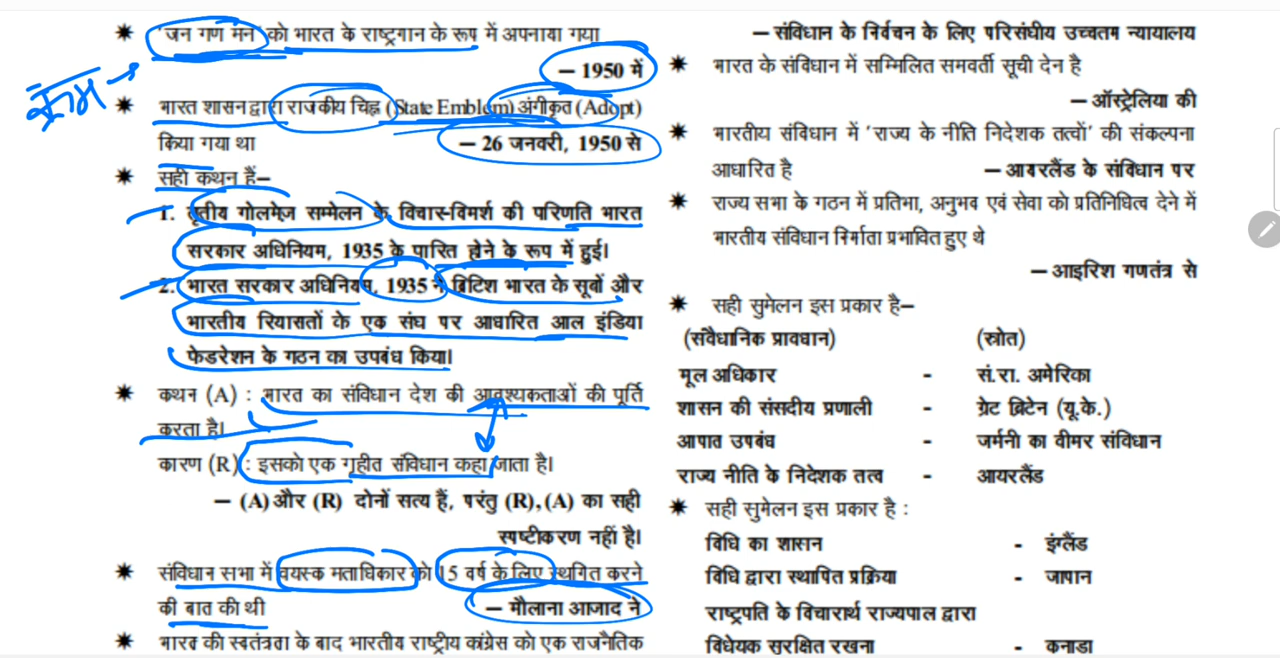 * 'जन गण मन' को भारत के राष्ट्रगान के रूप में अपनाया गया
– 1950 में
* भारत शासन द्वारा राजकीय चिह्न (State Emblem) अंगीकृत (Adopt)
किया गया था
– 26 जनवरी, 1950 से
* सही कथन हैं–
1. तृतीय गोलमेज सम्मेलन के विचार-विमर्श की परिणति भारत
सरकार अधिनियम, 1935 के पारित होने के रूप में हुई।
2. भारत सरकार अधिनियम, 1935 ने ब्रिटिश भारत के सूबों और
भारतीय रियासतों के एक संघ पर आधारित आल इंडिया
फेडरेशन के गठन का उपबंध किया।
* कथन (A) : भारत का संविधान देश की आवश्यकताओं की पूर्ति
करता है।
कारण (R) : इसको एक गृहीत संविधान कहा जाता है।
– (A) और (R) दोनों सत्य हैं, परंतु (R), (A) का सही
स्पष्टीकरण नहीं है।
* संविधान सभा में वयस्क मताधिकार को 15 वर्ष के लिए स्थगित करने
की बात की थी
– मौलाना आजाद ने
* भारत की स्वतंत्रता के बाद भारतीय राष्ट्रीय कांग्रेस को एक राजनैतिक
– संविधान के निर्वचन के लिए परिसंघीय उच्चतम न्यायालय
* भारत के संविधान में सम्मिलित समवर्ती सूची देन है
– ऑस्ट्रेलिया की
* भारतीय संविधान में 'राज्य के नीति निदेशक तत्वों' की संकल्पना
आधारित है – आयरलैंड के संविधान पर
* राज्य सभा के गठन में प्रतिभा, अनुभव एवं सेवा को प्रतिनिधित्व देने में
भारतीय संविधान निर्माता प्रभावित हुए थे
– आइरिश गणतंत्र से
* सही सुमेलन इस प्रकार है–
(संवैधानिक प्रावधान) (स्रोत)
मूल अधिकार - सं.रा. अमेरिका
शासन की संसदीय प्रणाली - ग्रेट ब्रिटेन (यू.के.)
आपात उपबंध - जर्मनी का वीमर संविधान
राज्य नीति के निदेशक तत्व - आयरलैंड
* सही सुमेलन इस प्रकार है :
विधि का शासन - इंग्लैंड
विधि द्वारा स्थापित प्रक्रिया - जापान
राष्ट्रपति के विचारार्थ राज्यपाल द्वारा
विधेयक सुरक्षित रखना - कनाडा